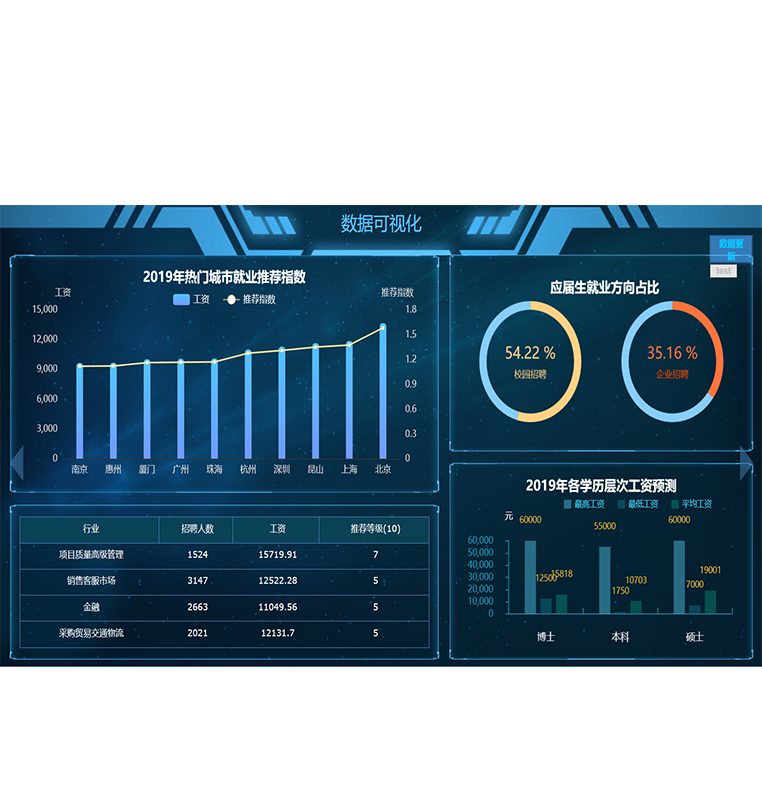 数据可视化
数据更
新
test
2019年热门城市就业推荐指数
工资
推荐指数
工资 推荐指数
15,000
12,000
9,000
6,000
3,000
0
1.8
1.5
1.2
0.9
0.6
0.3
0
南京 惠州 厦门 广州 珠海 杭州 深圳 昆山 上海 北京
应届生就业方向占比
54.22 %
校园招聘
35.16 %
企业招聘
行业 招聘人数 工资 推荐等级(10)
项目质量高级管理 1524 15719.91 7
销售客服市场 3147 12522.28 5
金融 2663 11049.56 5
采购贸易交通物流 2021 12131.7 5
2019年各学历层次工资预测
最高工资 最低工资 平均工资
元
60,000
50,000
40,000
30,000
20,000
10,000
0
60000 12500 15818
55000 1750 10703
60000 7000 19001
博士 本科 硕士